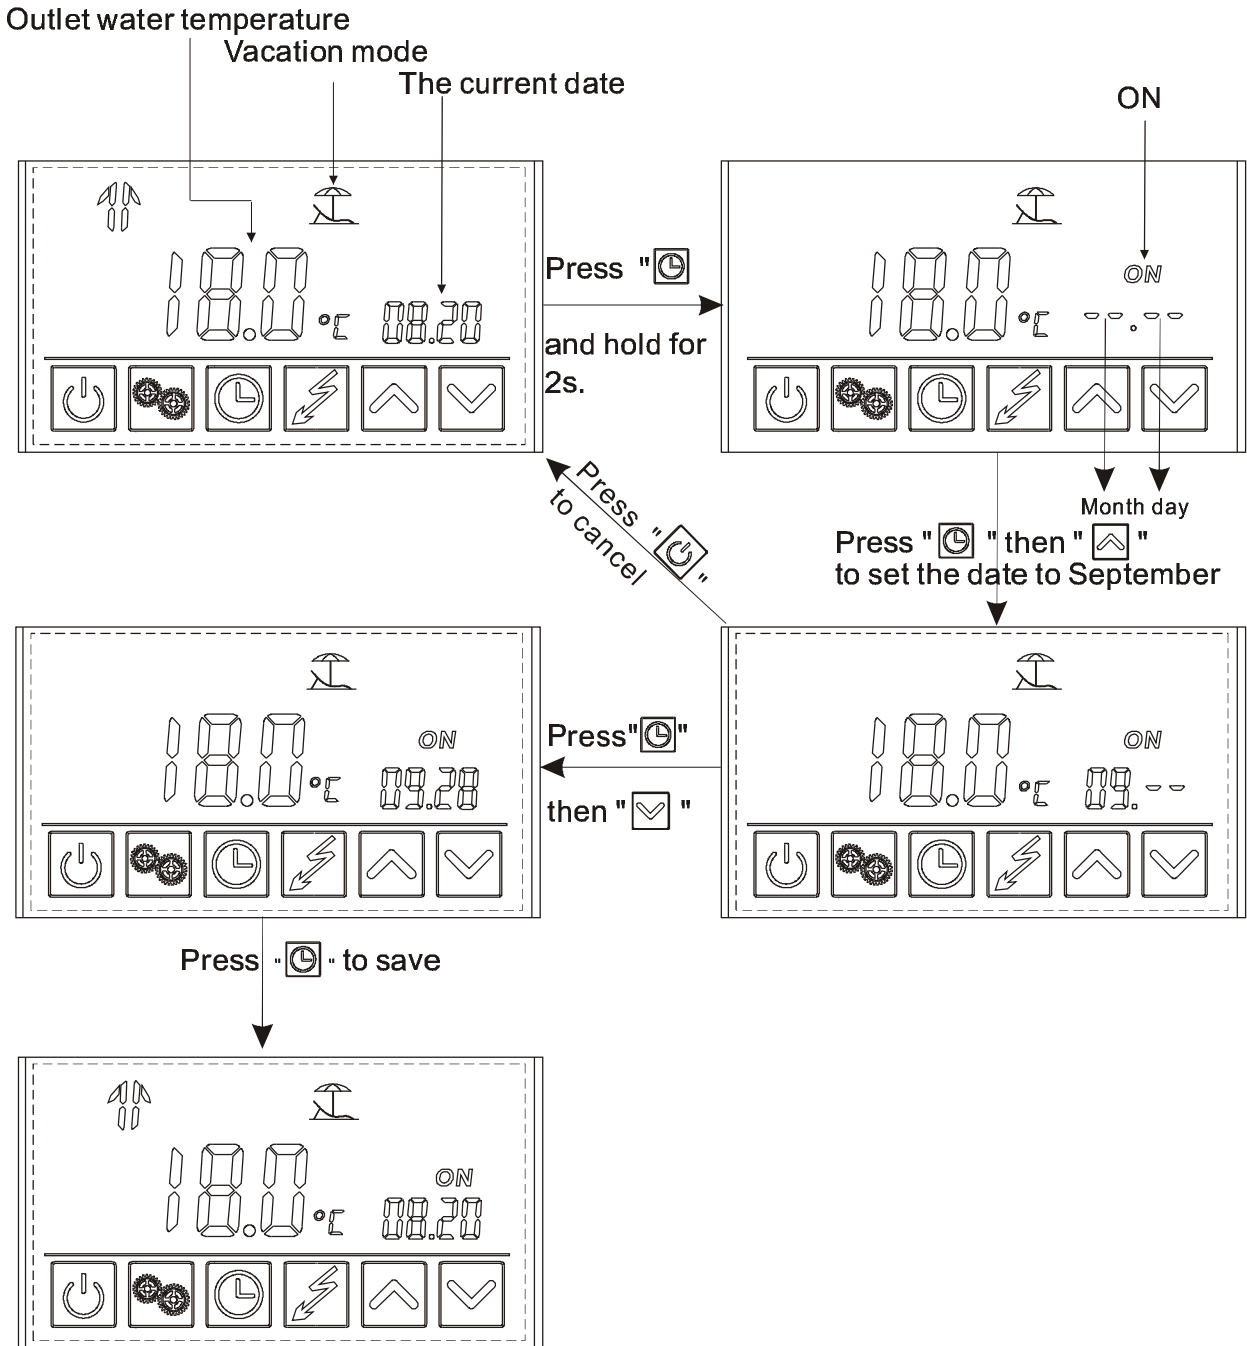 Outlet water temperature
Vacation mode
The current date
ON
18.0 °C 08.20
Press "
and hold for
2s.
ON
18.0 °C --.--
Month day
Press " " then " "
to set the date to September
Press " "
to cancel
ON
18.0 °C 09.--
Press" "
then " "
ON
18.0 °C 09.28
Press " " to save
ON
18.0 °C 08.20